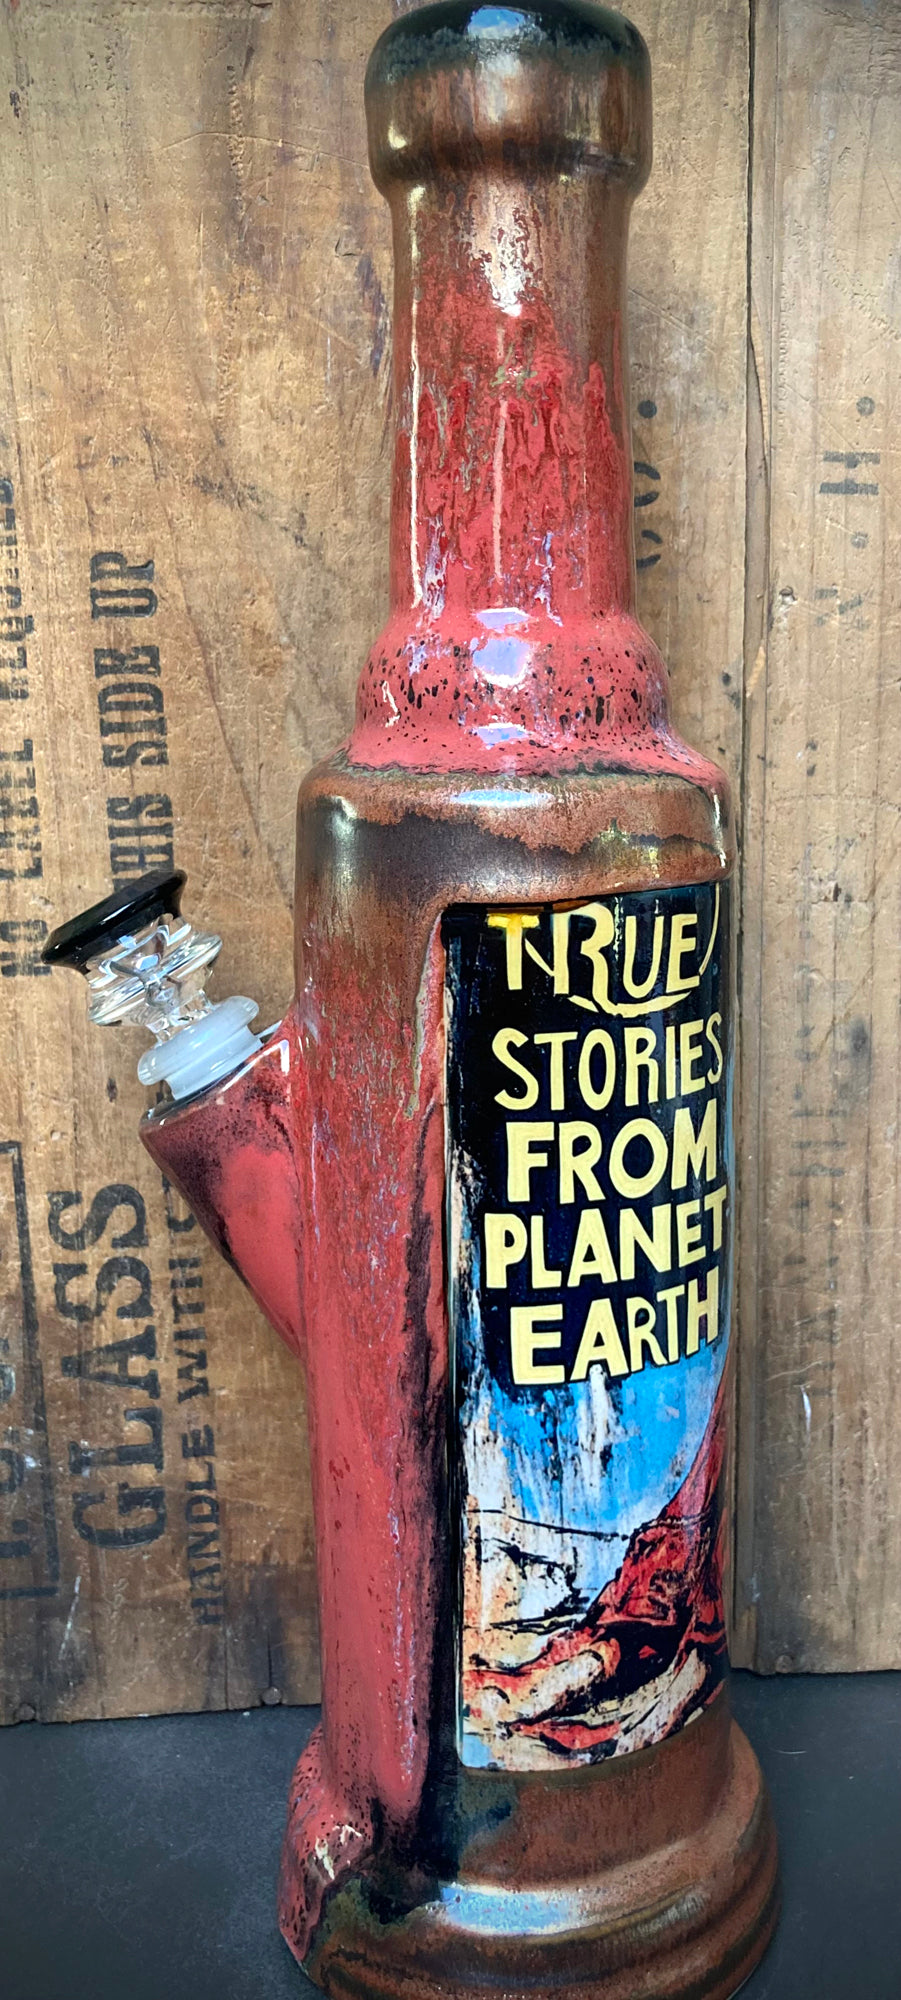 TRUE
STORIES
FROM
PLANET
EARTH
THIS SIDE UP
GLASS
HANDLE WITH